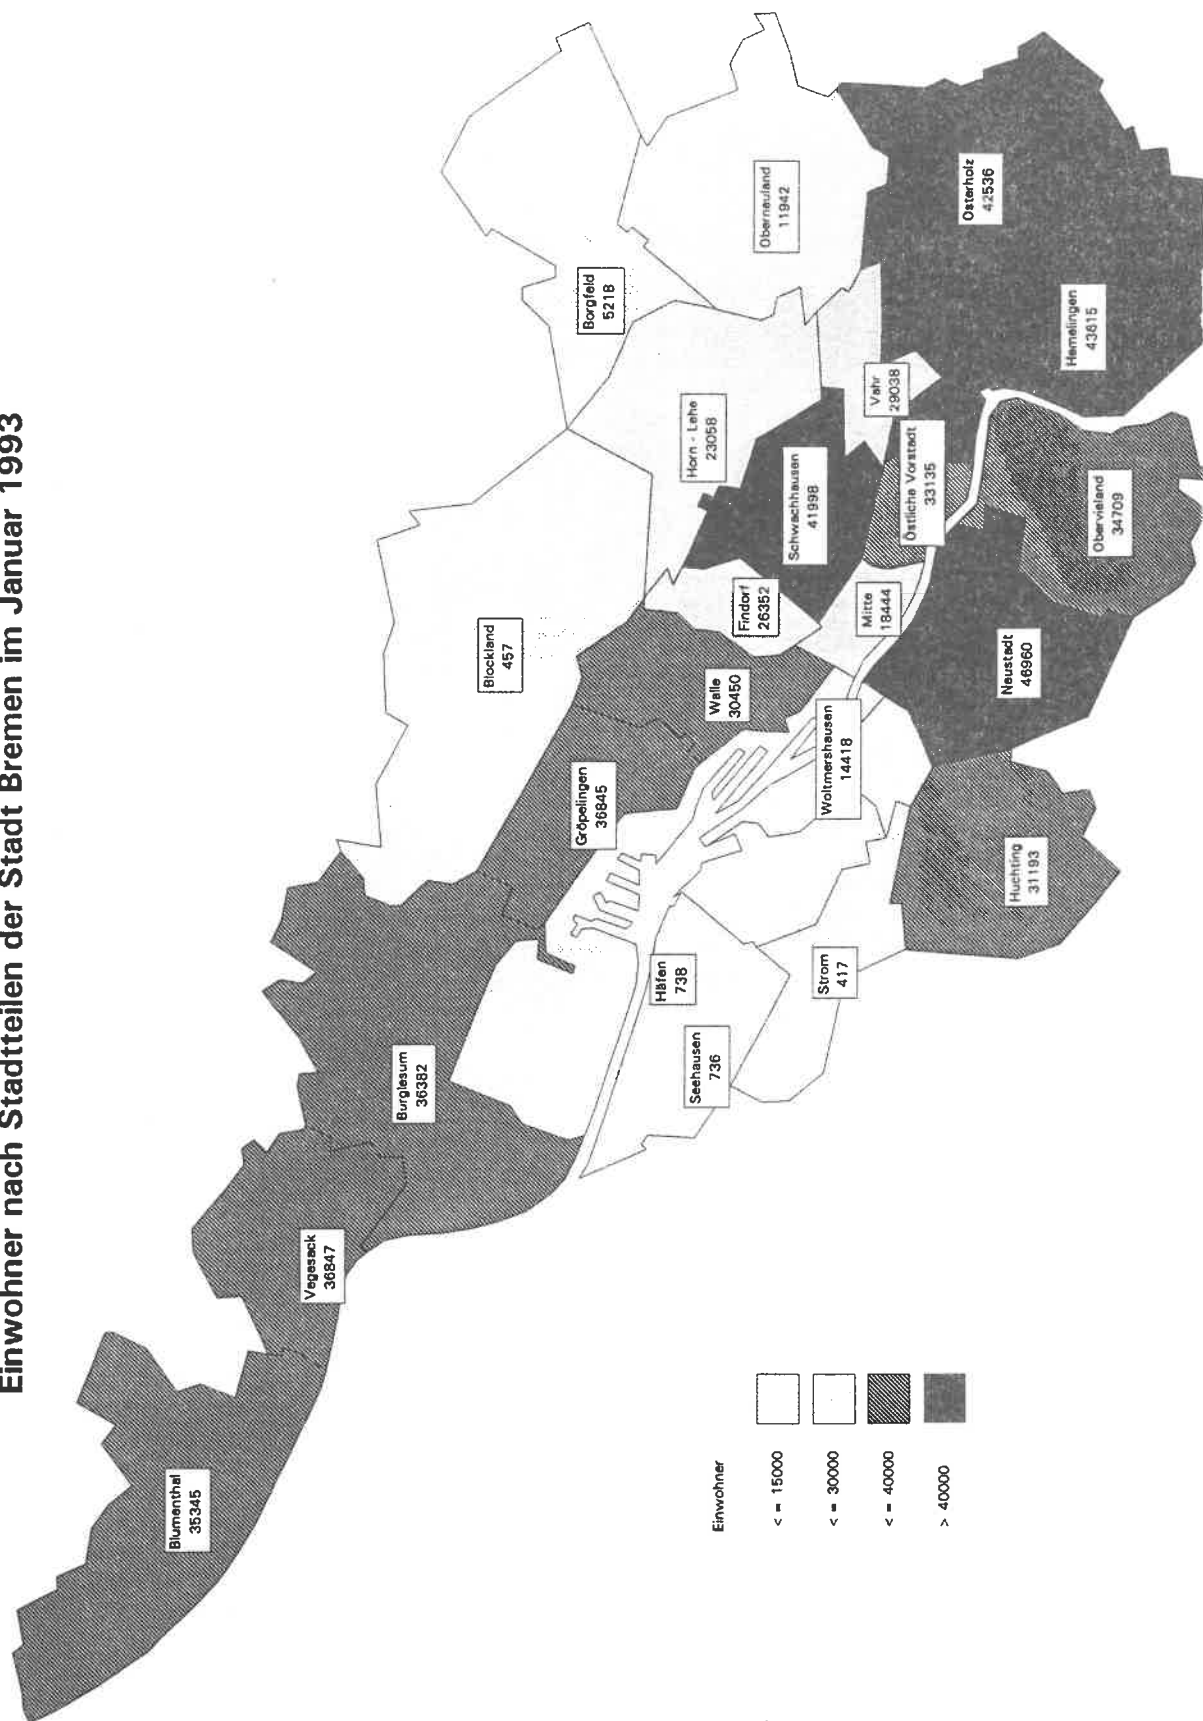 Einwohner nach Stadtteilen der Stadt Bremen im Januar 1993
Blumenthal
35345
Vegesack
36847
Burglesum
36382
Gröpelingen
36845
Blockland
457
Walle
30450
Findorf
26352
Horn - Lehe
23058
Borgfeld
5218
Oberneuland
11942
Schwachhausen
41998
Vahr
29038
Osterholz
42536
Hemelingen
43615
Östliche Vorstadt
33135
Mitte
18444
Obervieland
34709
Neustadt
46960
Woltmershausen
14418
Huchting
31193
Strom
417
Häfen
738
Seehausen
736
Einwohner
< = 15000
< = 30000
< = 40000
> 40000